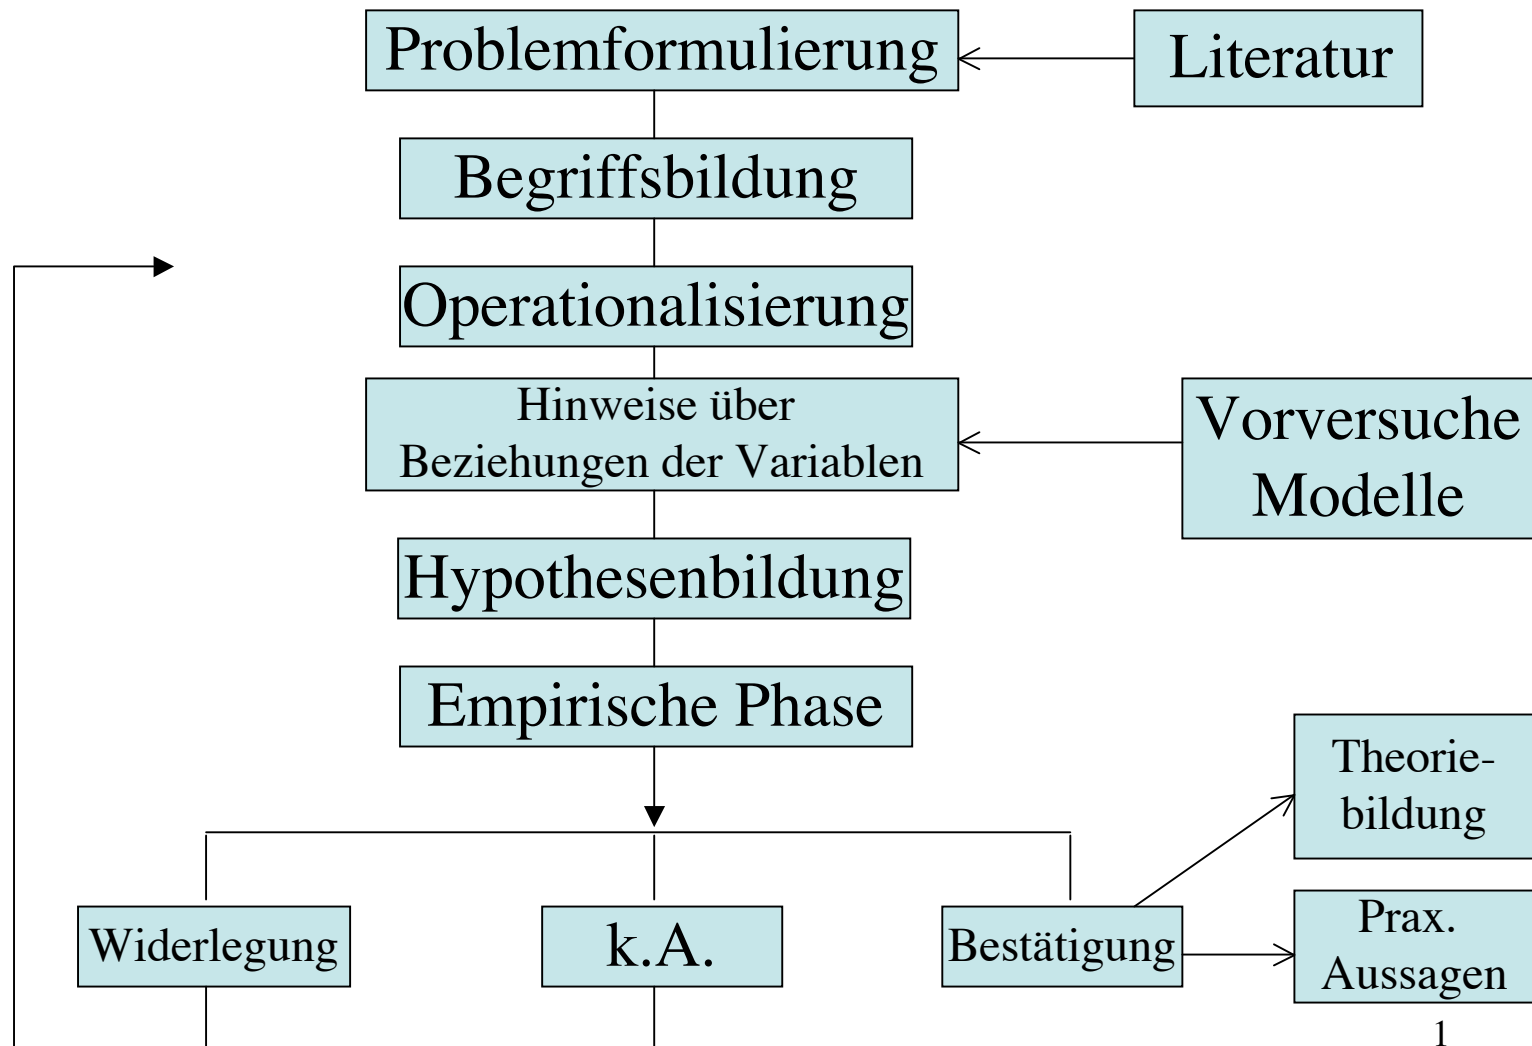 Problemformulierung
Literatur
Begriffsbildung
Operationalisierung
Hinweise über
Beziehungen der Variablen
Vorversuche
Modelle
Hypothesenbildung
Empirische Phase
Theorie-
bildung
Widerlegung
k.A.
Bestätigung
Prax.
Aussagen
1